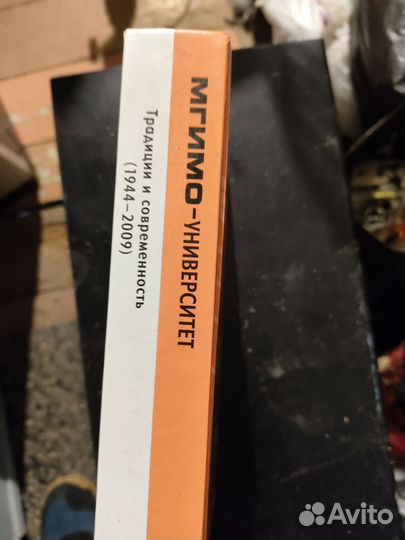 МГИМО-УНИВЕРСИТЕТ
Традиции и современность
(1944–2009)
Avito